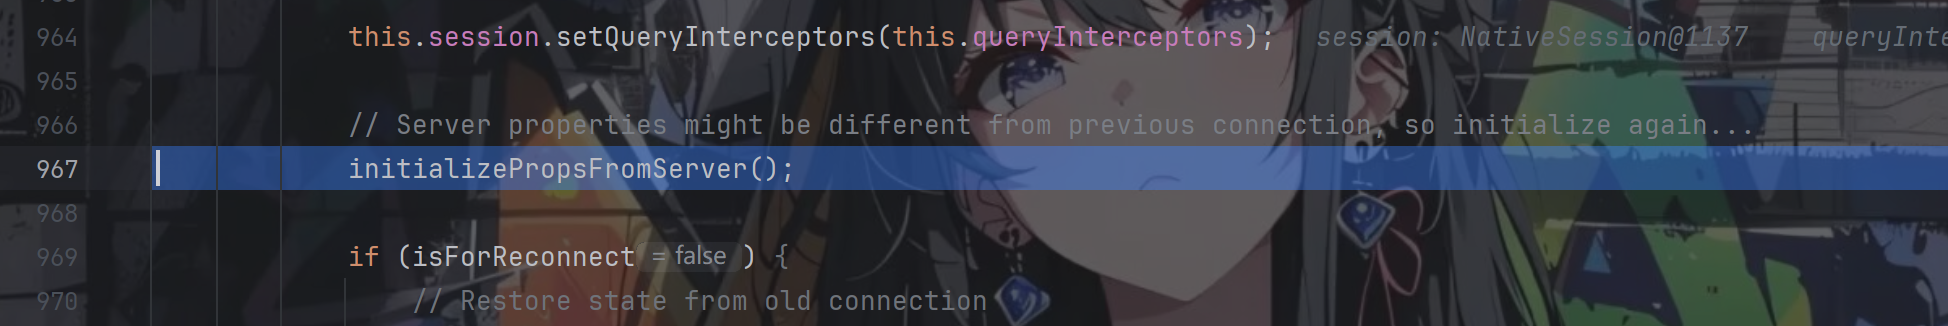 964 this.session.setQueryInterceptors(this.queryInterceptors); session: NativeSession@1137 queryInte
965
966 // Server properties might be different from previous connection, so initialize again...
967 initializePropsFromServer();
968
969 if (isForReconnect = false ) {
970 // Restore state from old connection